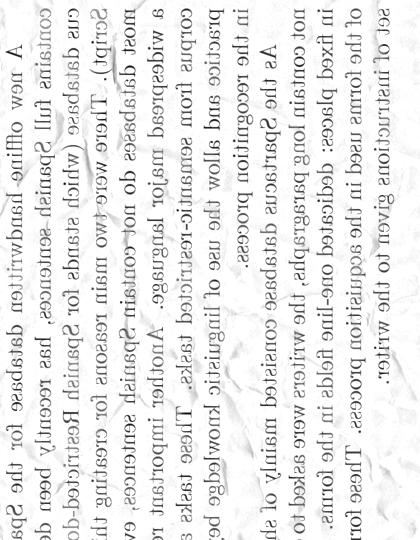 A new offline handwritten database for the Spa
contains full Spanish sentences, has recently been d
cus database (which stands for Spanish Restricted-do
Script). There were two main reasons for creating th
most databases do not contain Spanish sentences, eve
a widespread major language. Another important r
corpus from semantic-restricted tasks. These tasks a
practice and allow the use of linguistic knowledge be
in the recognition process.
As the Spartacus database consisted mainly of sh
not contain long paragraphs, the writers were asked to
in fixed places: dedicated one-line fields in the forms.
of the forms used in the acquisition process. These for
set of instructions given to the writer.